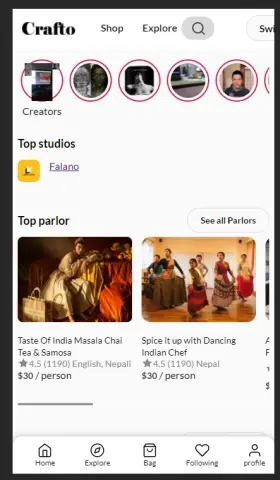 Crafto
Shop
Explore
Creators
Top studios
Falano
Top parlor
See all Parlors
Taste Of India Masala Chai
Tea & Samosa
4.5 (1190) English, Nepali
$30 / person
Spice it up with Dancing
Indian Chef
4.5 (1190) Nepal
$30 / person
Home
Explore
Bag
Following
profile